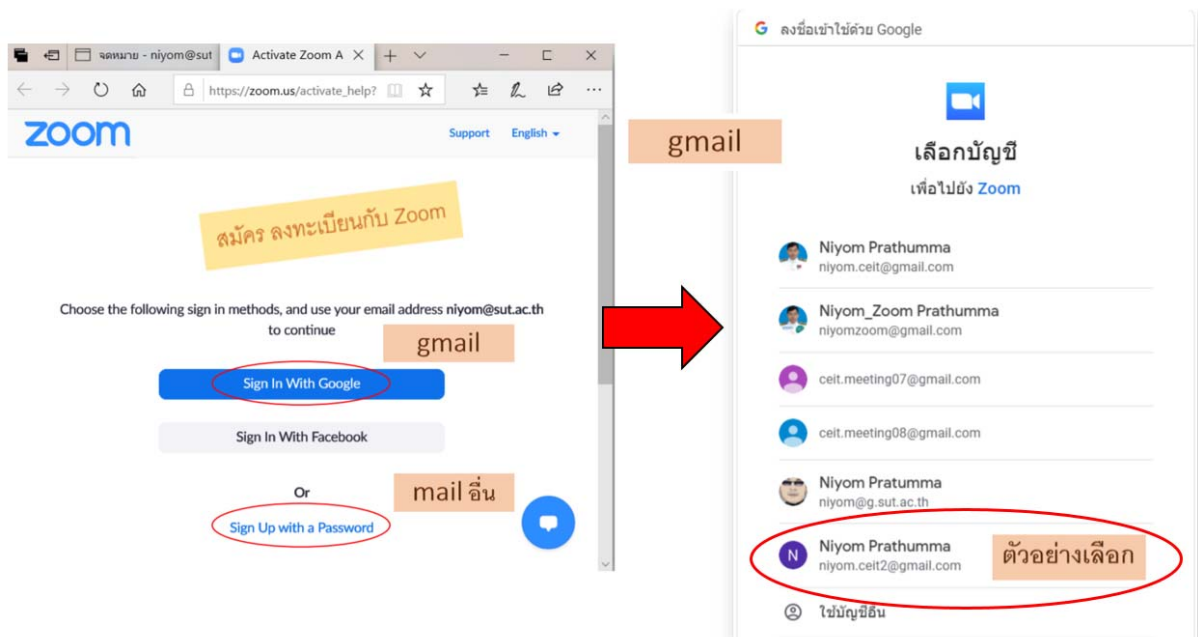 จดหมาย - niyom@sut
Activate Zoom A
https://zoom.us/activate_help?
zoom
Support English
สมัคร ลงทะเบียนกับ Zoom
Choose the following sign in methods, and use your email address niyom@sut.ac.th
to continue
gmail
Sign In With Google
Sign In With Facebook
Or
mail อื่น
Sign Up with a Password
gmail
G ลงชื่อเข้าใช้ด้วย Google
เลือกบัญชี
เพื่อไปยัง Zoom
Niyom Prathumma
niyom.ceit@gmail.com
Niyom_Zoom Prathumma
niyomzoom@gmail.com
ceit.meeting07@gmail.com
ceit.meeting08@gmail.com
Niyom Pratumma
niyom@g.sut.ac.th
N
Niyom Prathumma
niyom.ceit2@gmail.com
ตัวอย่างเลือก
ใช้บัญชีอื่น